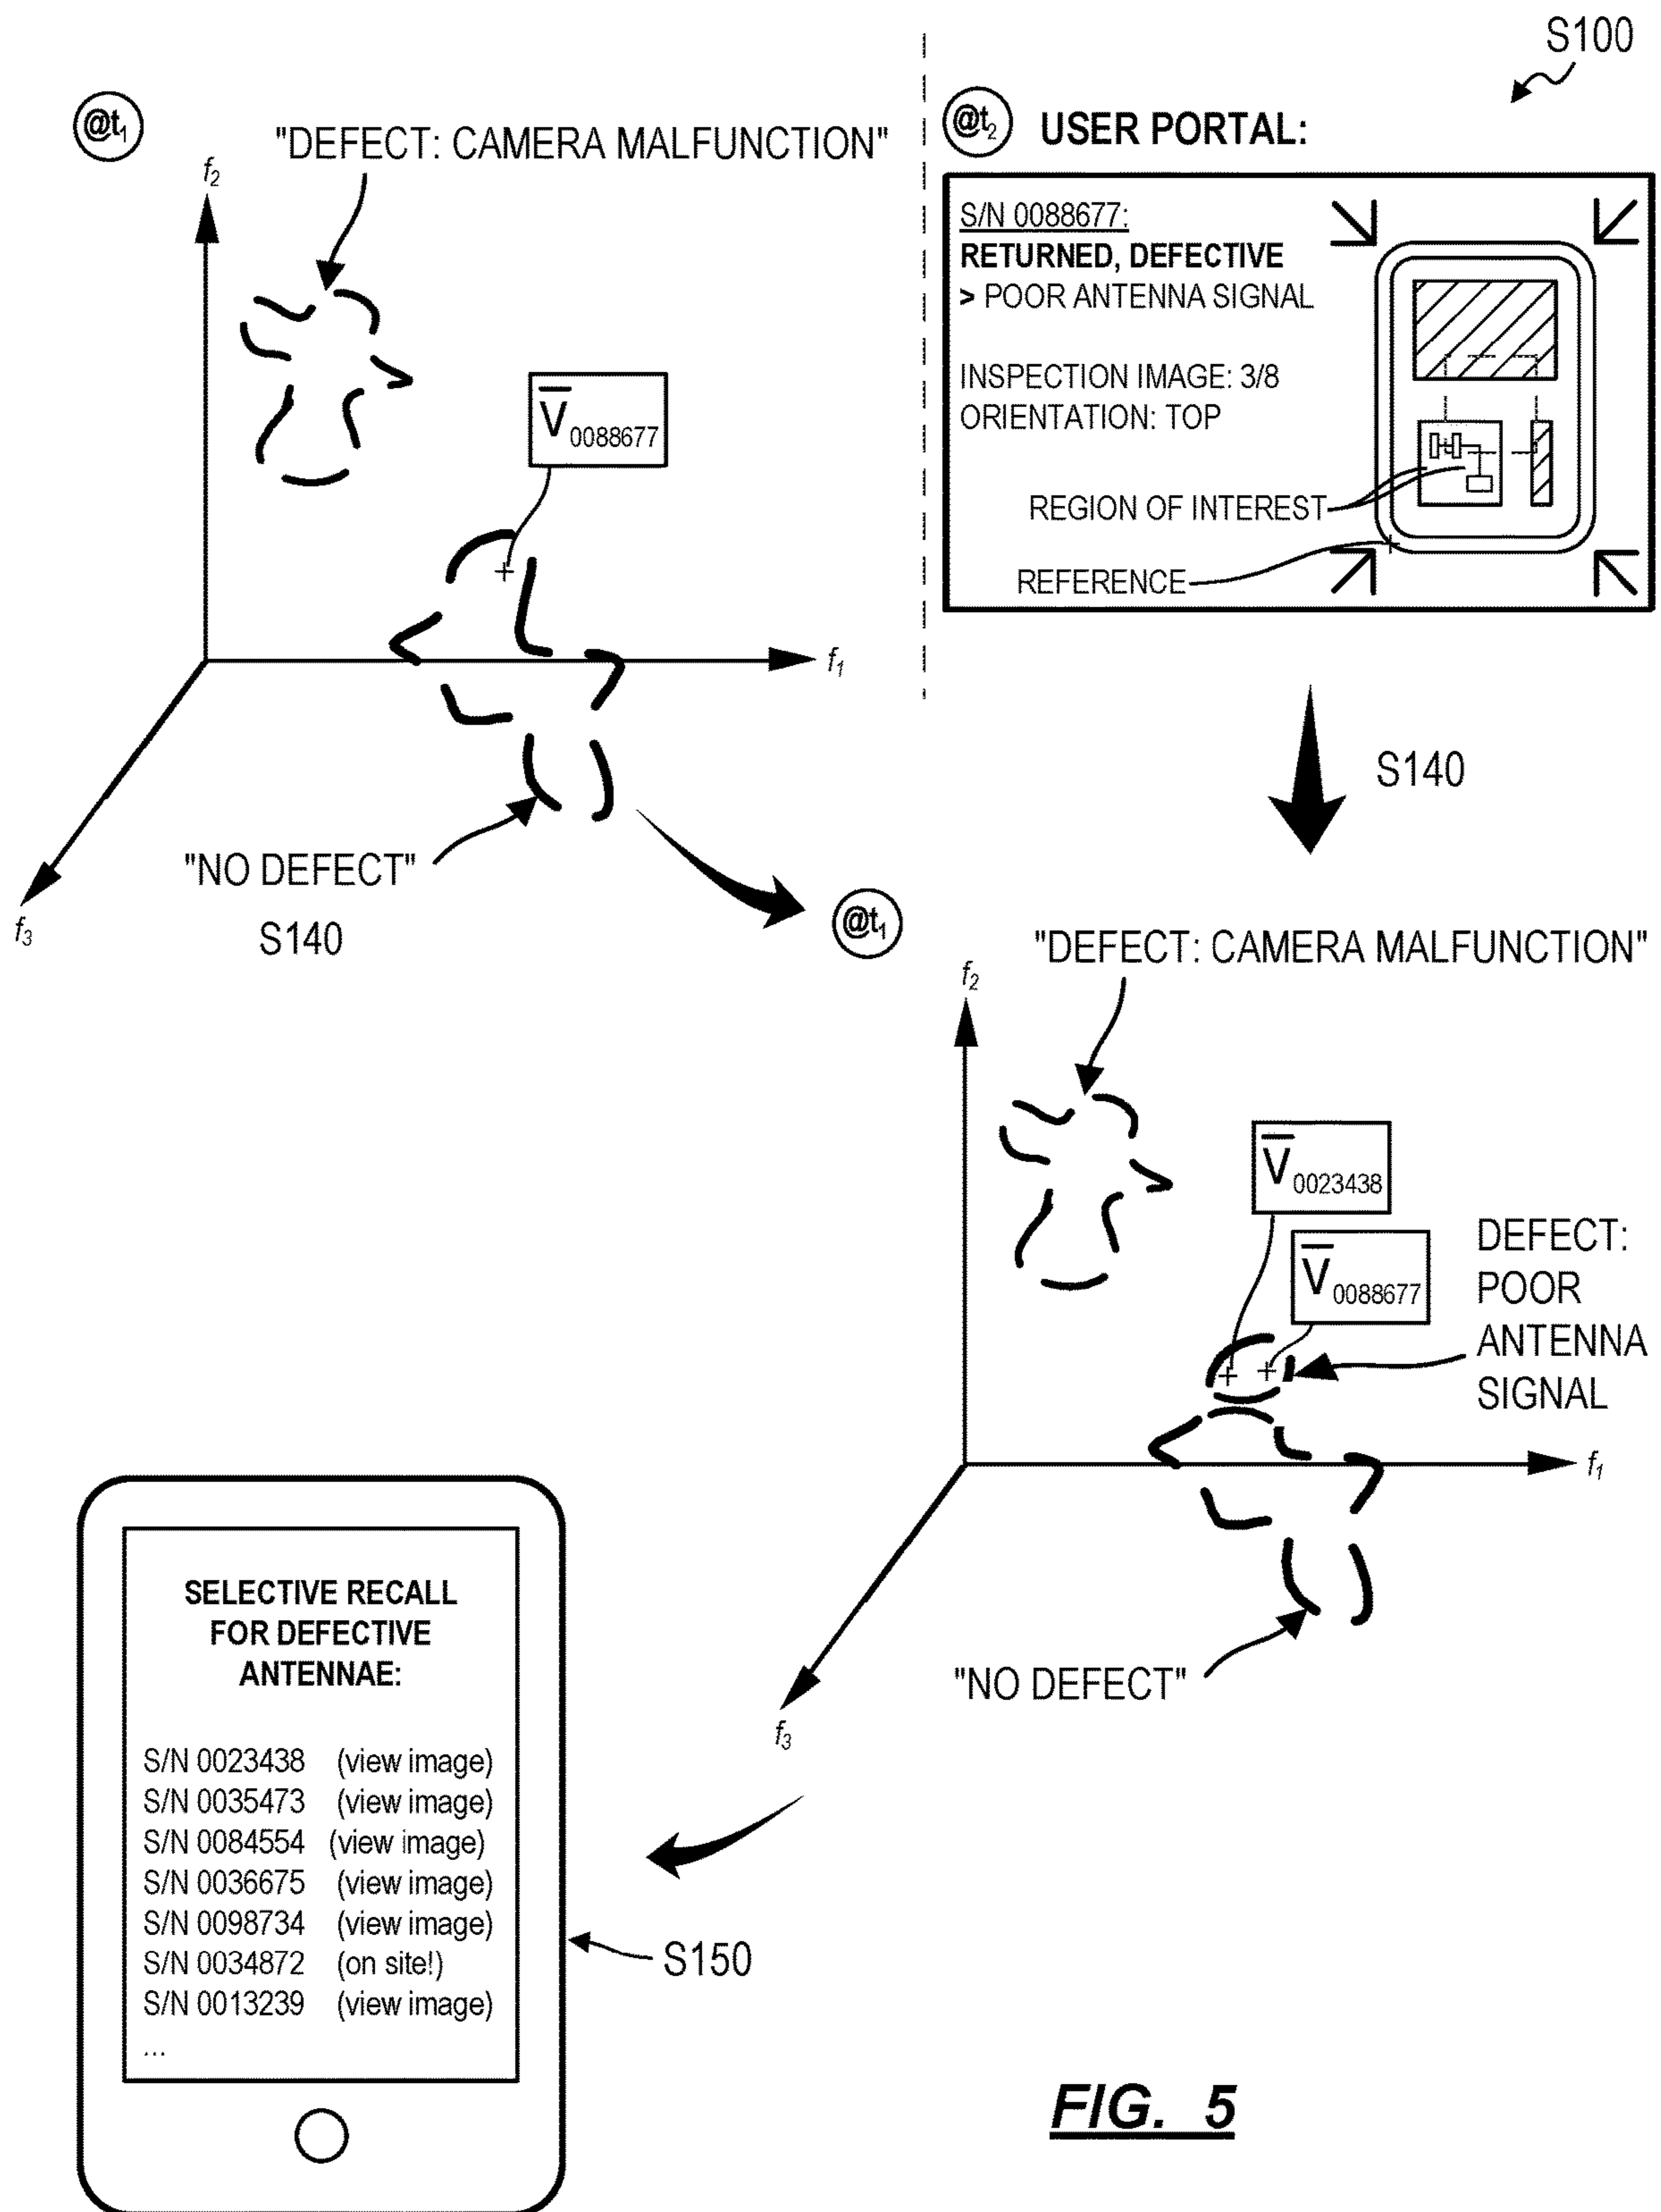 S100
@t1
"DEFECT: CAMERA MALFUNCTION"
f2
V0088677
f1
"NO DEFECT"
f3
S140
@t2
USER PORTAL:
S/N 0088677:
RETURNED, DEFECTIVE
> POOR ANTENNA SIGNAL
INSPECTION IMAGE: 3/8
ORIENTATION: TOP
REGION OF INTEREST
REFERENCE
S140
@t1
"DEFECT: CAMERA MALFUNCTION"
f2
V0023438
V0088677
DEFECT:
POOR
ANTENNA
SIGNAL
f1
"NO DEFECT"
f3
SELECTIVE RECALL
FOR DEFECTIVE
ANTENNAE:
S/N 0023438 (view image)
S/N 0035473 (view image)
S/N 0084554 (view image)
S/N 0036675 (view image)
S/N 0098734 (view image)
S/N 0034872 (on site!)
S/N 0013239 (view image)
...
S150
FIG. 5